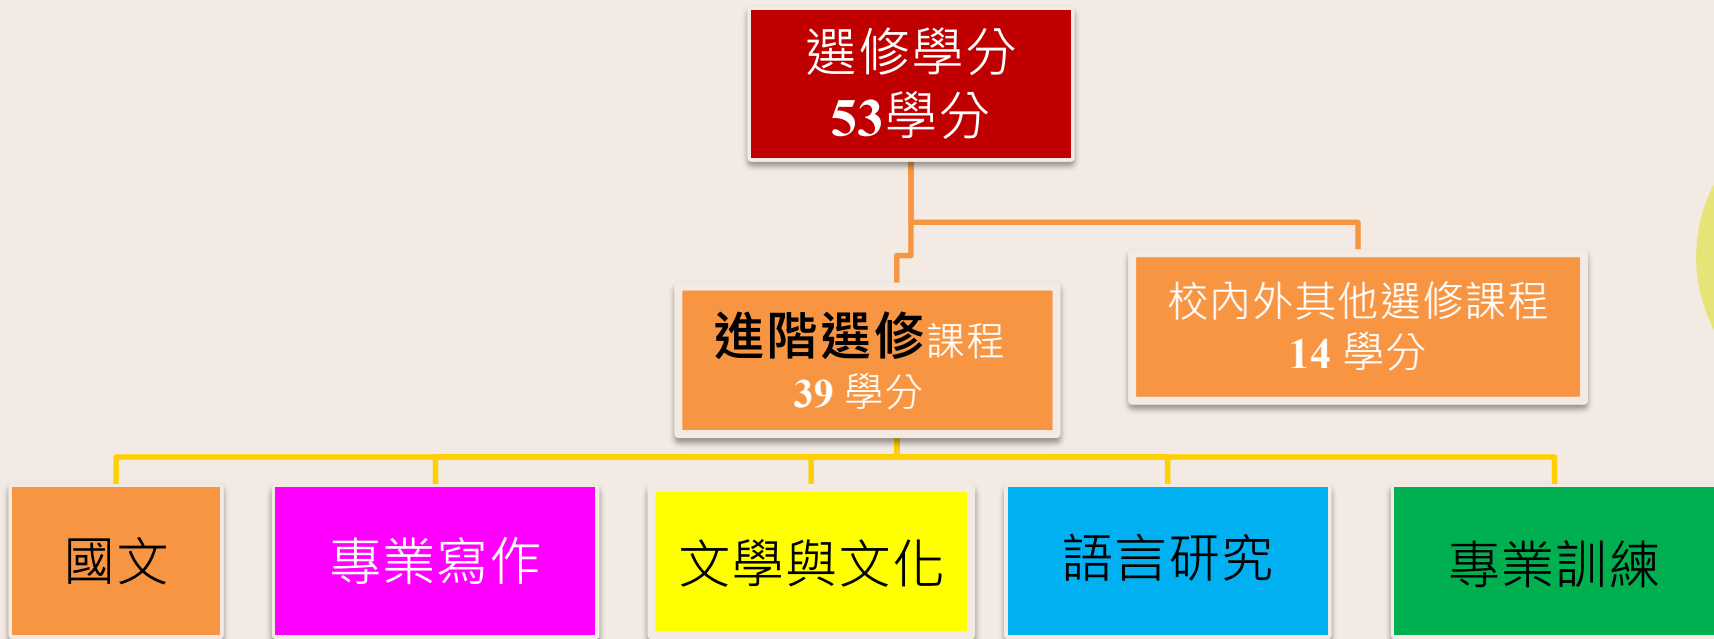 選修學分
53學分
進階選修課程
39 學分
校內外其他選修課程
14 學分
國文
專業寫作
文學與文化
語言研究
專業訓練